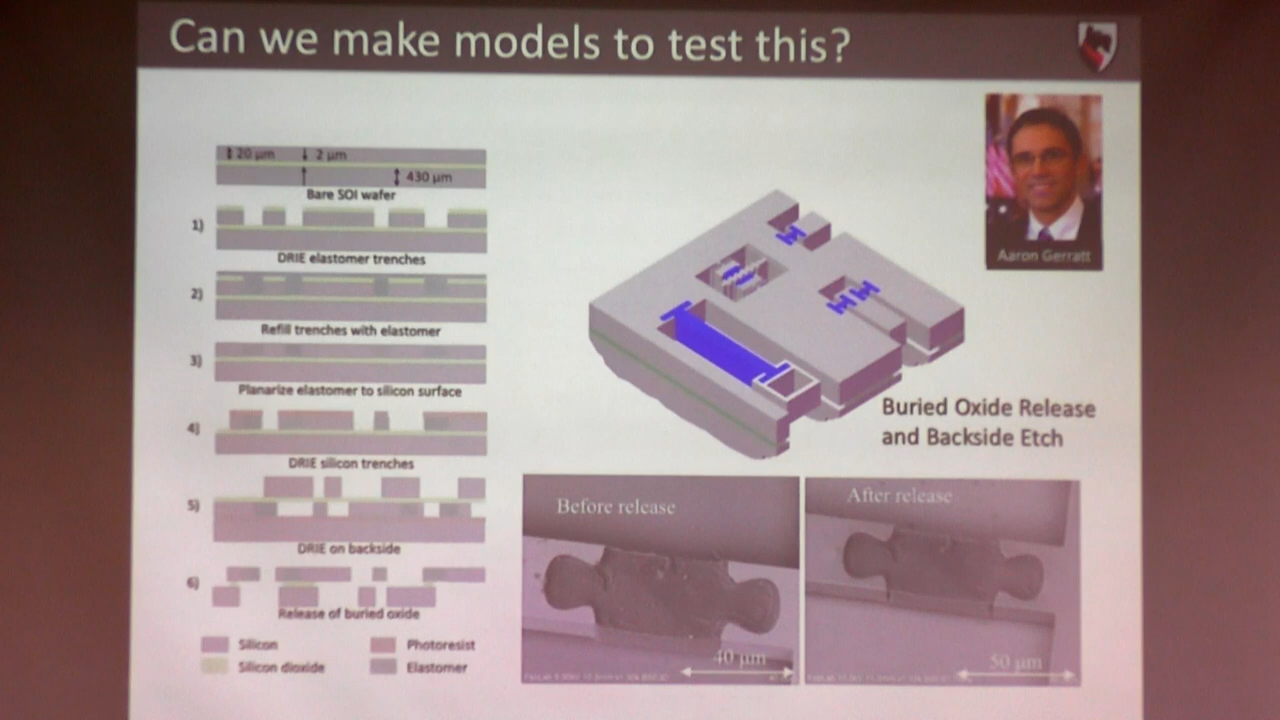 Can we make models to test this?
20 µm
2 µm
430 µm
Bare SOI wafer
1)
DRIE elastomer trenches
2)
Refill trenches with elastomer
3)
Planarize elastomer to silicon surface
4)
DRIE silicon trenches
5)
DRIE on backside
6)
Release of buried oxide
Silicon
Photoresist
Silicon dioxide
Elastomer
Aaron Gerratt
Buried Oxide Release
and Backside Etch
Before release
40 µm
After release
50 µm